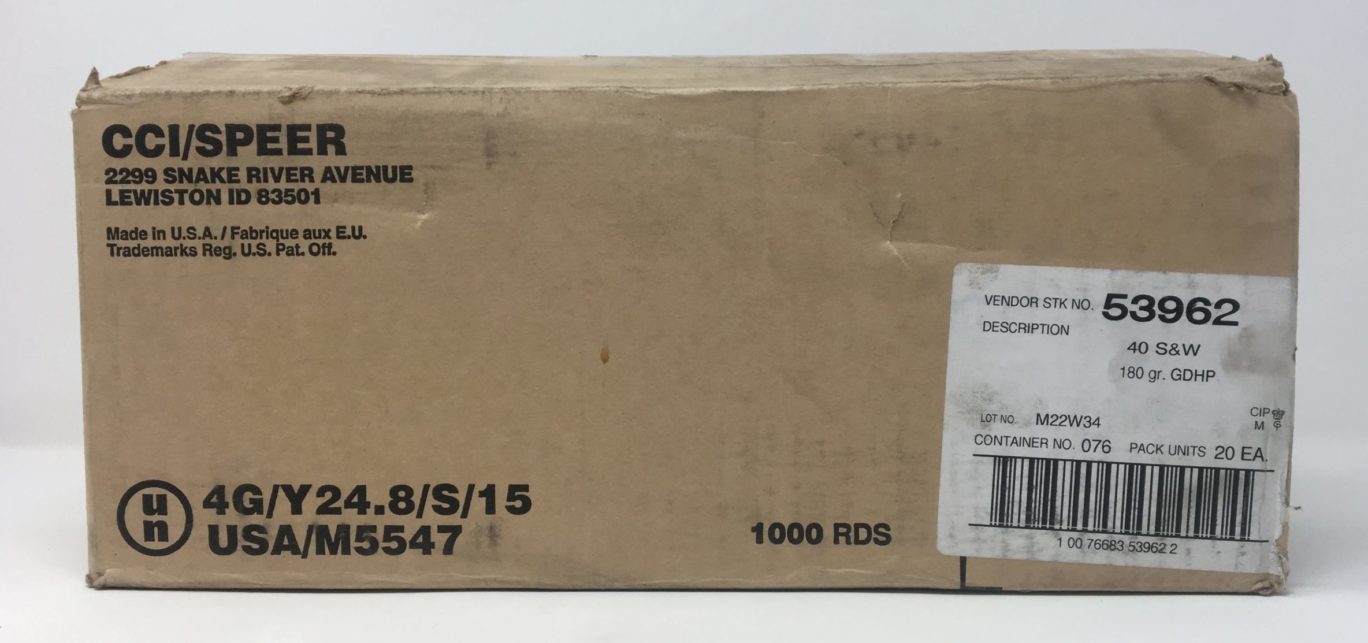 CCI/SPEER
2299 SNAKE RIVER AVENUE
LEWISTON ID 83501
Made in U.S.A. / Fabrique aux E.U.
Trademarks Reg. U.S. Pat. Off.
un
4G/Y24.8/S/15
USA/M5547
1000 RDS
VENDOR STK NO. 53962
DESCRIPTION
40 S&W
180 gr. GDHP
LOT NO. M22W34
CIP
M
CONTAINER NO. 076 PACK UNITS 20 EA.
1 00 76683 53962 2